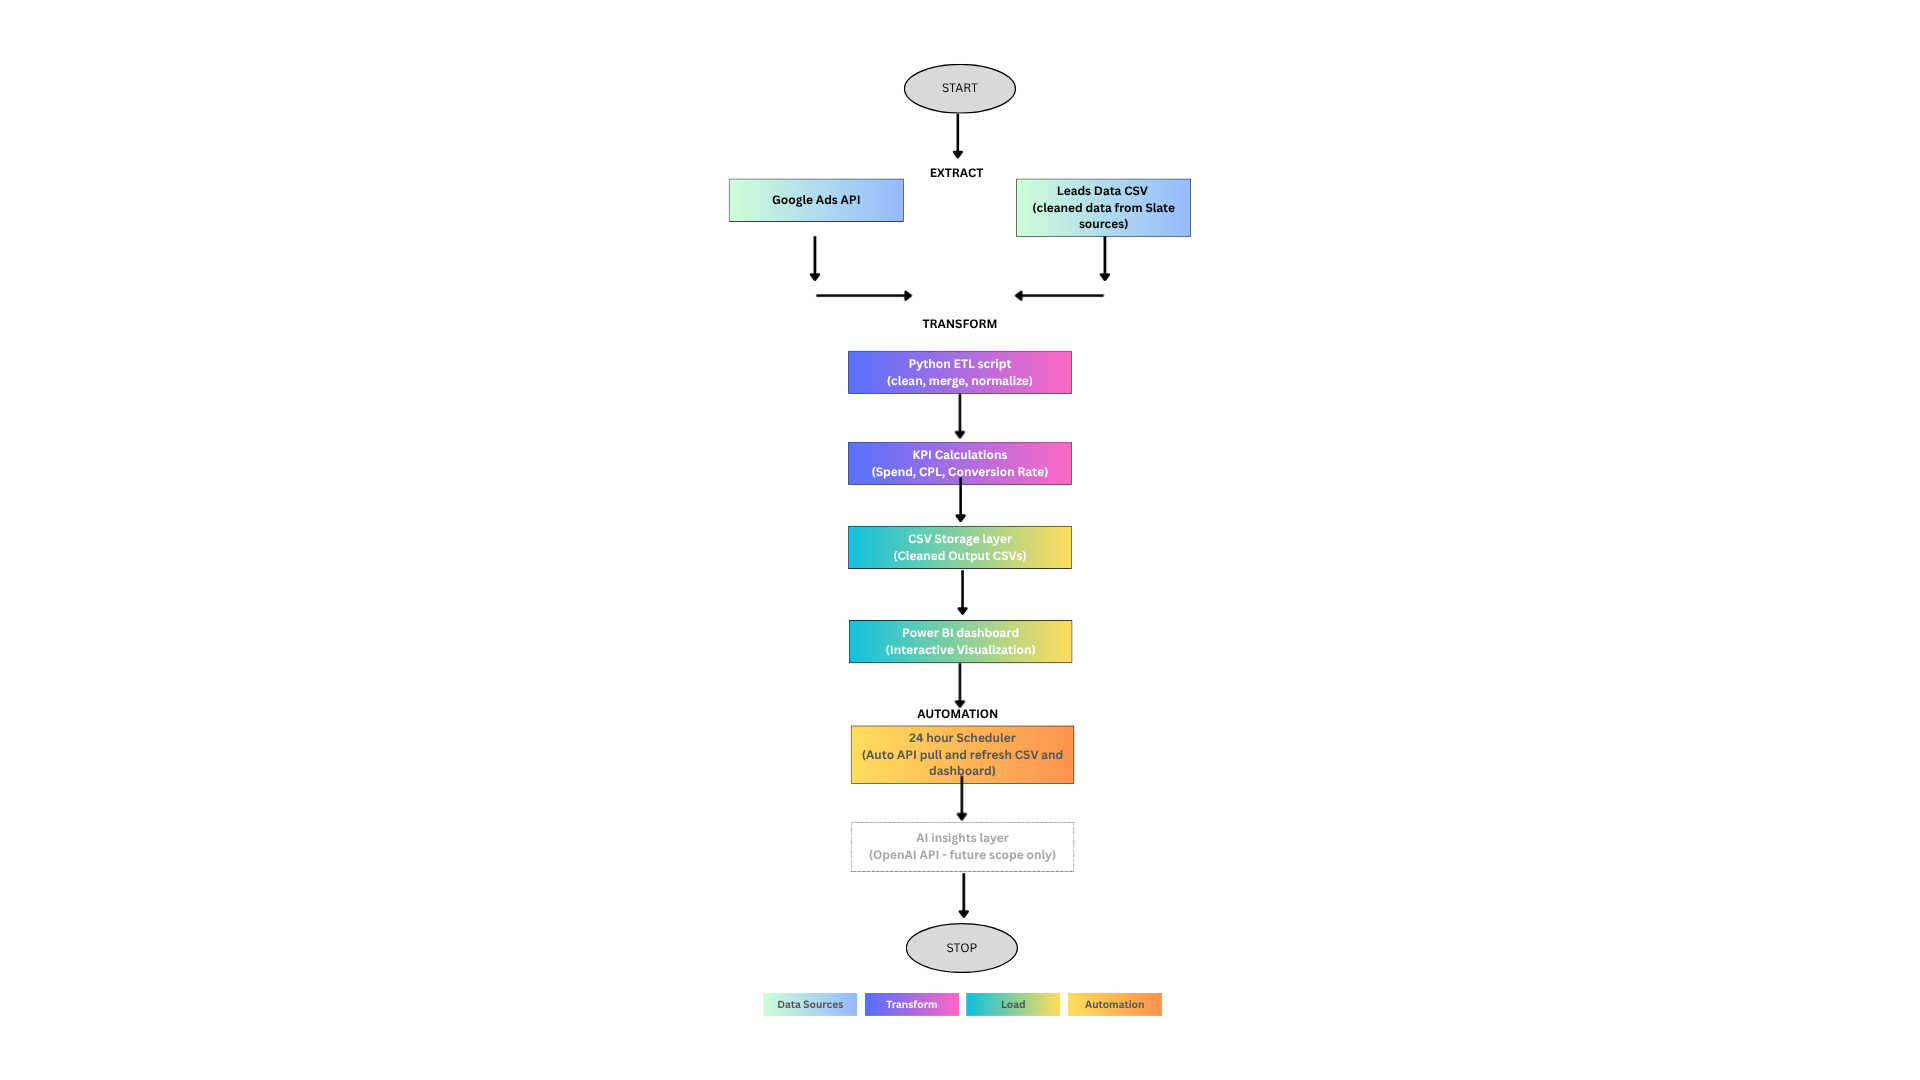 START
EXTRACT
Google Ads API
Leads Data CSV
(cleaned data from Slate
sources)
TRANSFORM
Python ETL script
(clean, merge, normalize)
KPI Calculations
(Spend, CPL, Conversion Rate)
CSV Storage layer
(Cleaned Output CSVs)
Power BI dashboard
(Interactive Visualization)
AUTOMATION
24 hour Scheduler
(Auto API pull and refresh CSV and
dashboard)
AI insights layer
(OpenAI API - future scope only)
STOP
Data Sources
Transform
Load
Automation